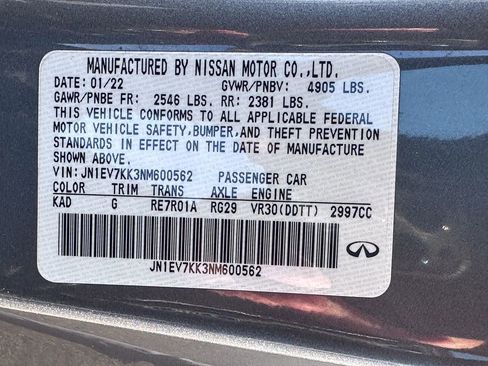 MANUFACTURED BY NISSAN MOTOR CO.,LTD.
DATE: 01/22 GVWR/PNBV: 4905 LBS.
GAWR/PNBE FR: 2546 LBS. RR: 2381 LBS.
THIS VEHICLE CONFORMS TO ALL APPLICABLE FEDERAL
MOTOR VEHICLE SAFETY,BUMPER,AND THEFT PREVENTION
STANDARDS IN EFFECT ON THE DATE OF MANUFACTURE
SHOWN ABOVE.
VIN: JN1EV7KK3NM600562 PASSENGER CAR
COLOR TRIM TRANS AXLE ENGINE
KAD G RE7R01A RG29 VR30(DDTT) 2997CC
JN1EV7KK3NM600562